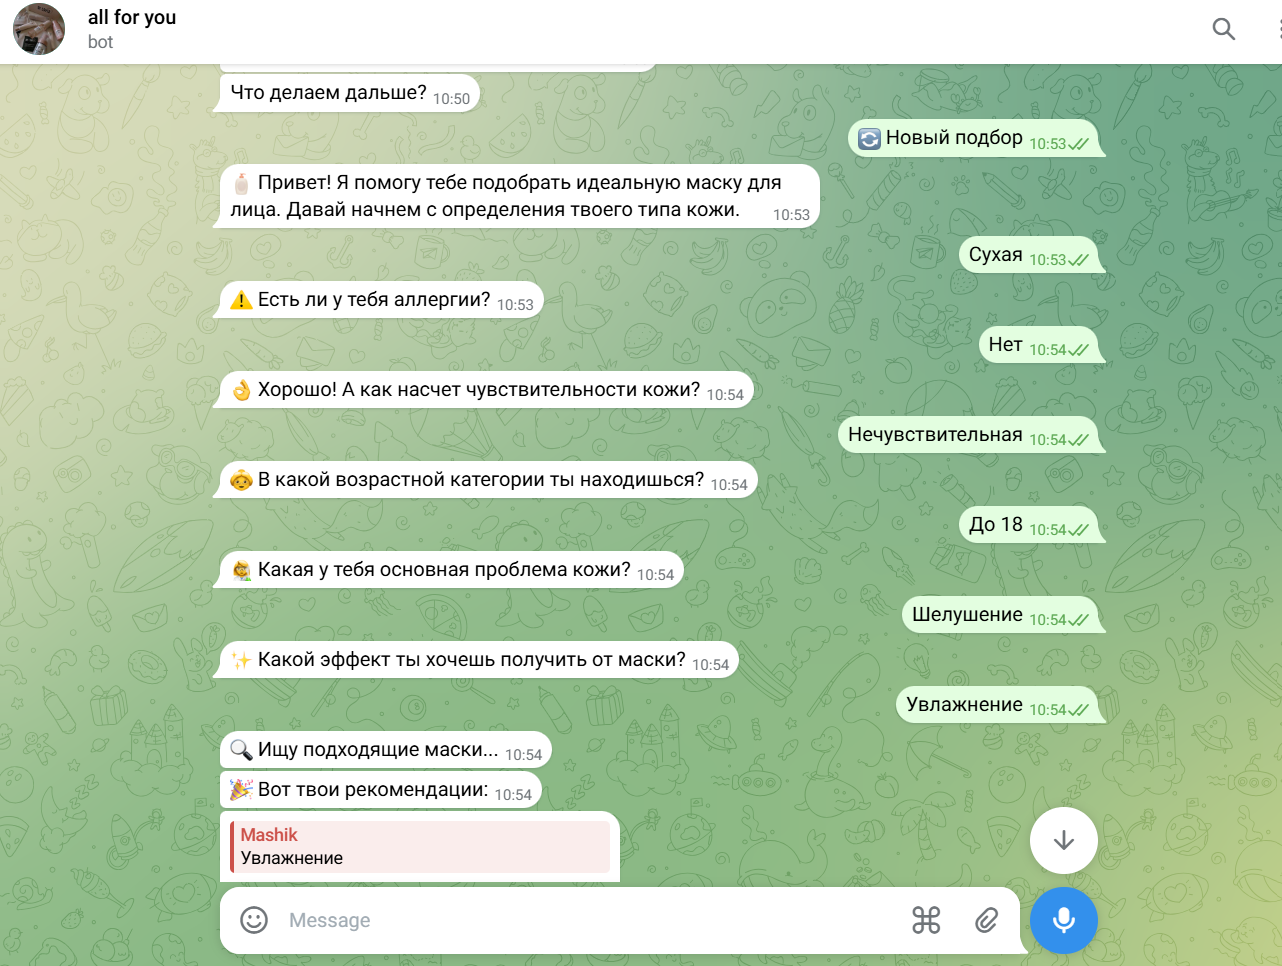 all for you
bot
Что делаем дальше? 10:50
Новый подбор 10:53
Привет! Я помогу тебе подобрать идеальную маску для
лица. Давай начнем с определения твоего типа кожи. 10:53
Сухая 10:53
Есть ли у тебя аллергии? 10:53
Нет 10:54
Хорошо! А как насчет чувствительности кожи? 10:54
Нечувствительная 10:54
В какой возрастной категории ты находишься? 10:54
До 18 10:54
Какая у тебя основная проблема кожи? 10:54
Шелушение 10:54
Какой эффект ты хочешь получить от маски? 10:54
Увлажнение 10:54
Ищу подходящие маски... 10:54
Вот твои рекомендации: 10:54
Mashik
Увлажнение
Message